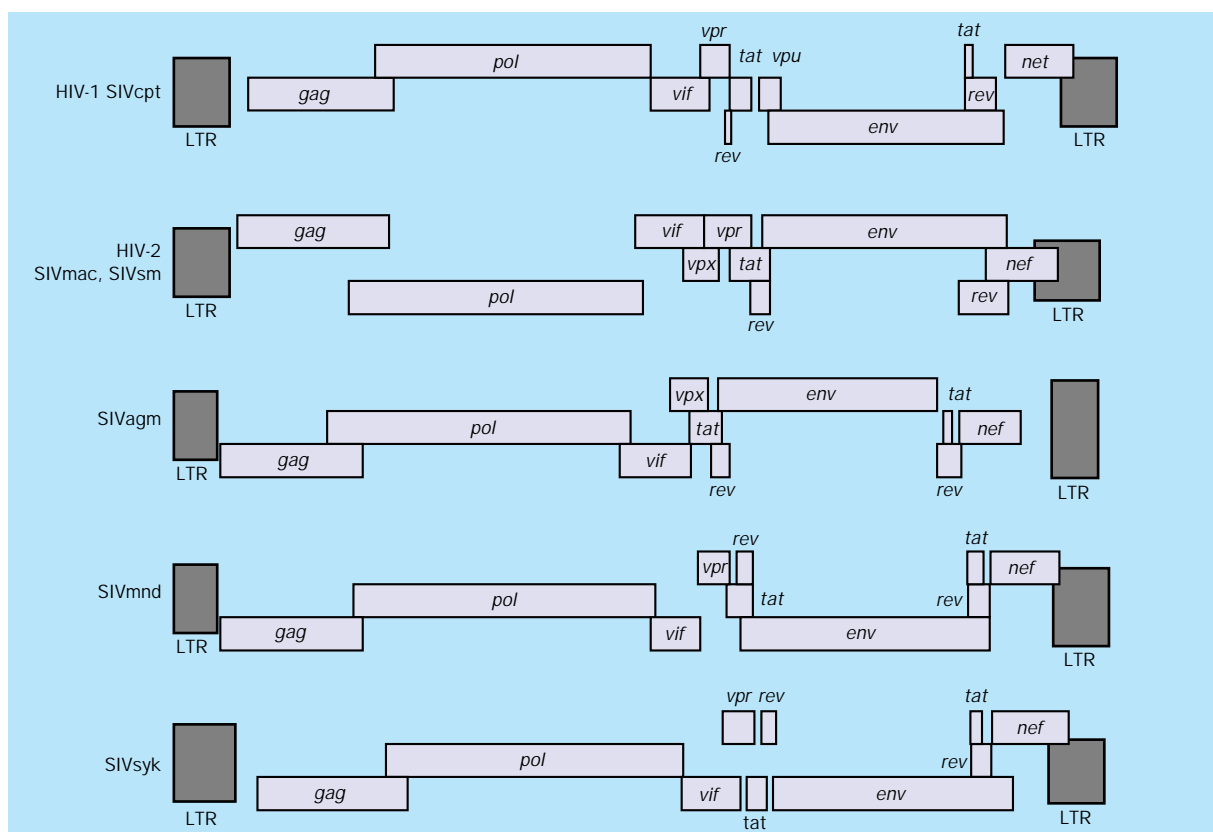 vpr
tat
pol
tat
vpu
net
HIV-1 SIVcpt
gag
vif
rev
env
LTR
rev
LTR
gag
vif
vpr
env
HIV-2
SIVmac, SIVsm
vpx
tat
nef
pol
rev
LTR
rev
LTR
vpx
env
tat
SIVagm
pol
tat
nef
LTR
gag
vif
rev
rev
LTR
rev
tat
vpr
nef
SIVmnd
pol
tat
rev
gag
vif
env
LTR
LTR
vpr
rev
tat
nef
SIVsyk
pol
rev
gag
vif
env
LTR
tat
LTR